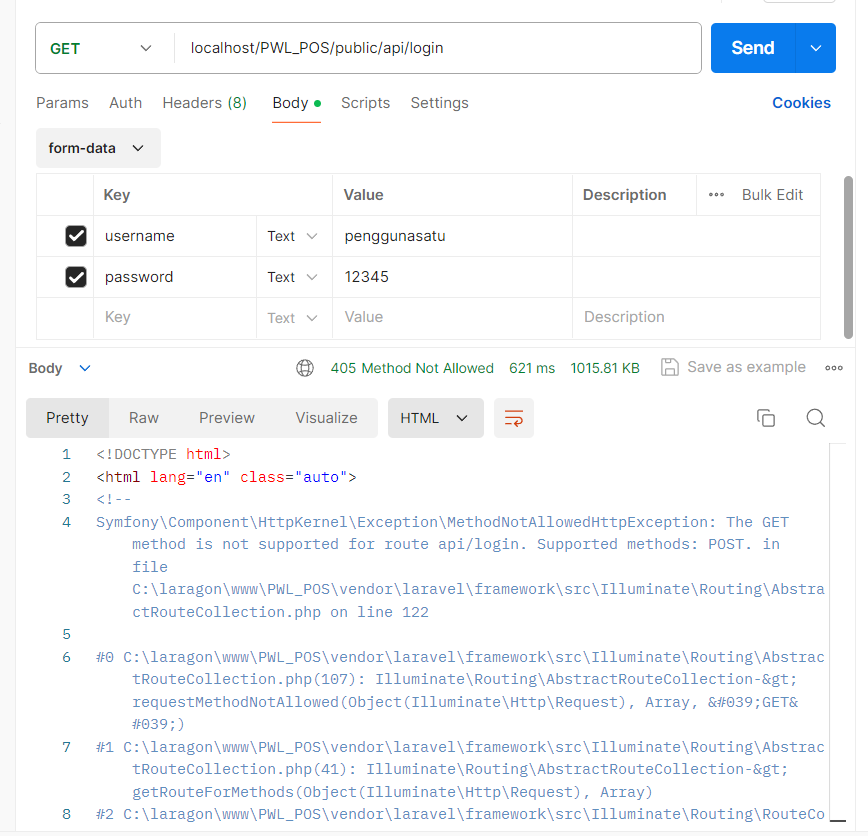 GET localhost/PWL_POS/public/api/login Send
Params Auth Headers (8) Body Scripts Settings Cookies
form-data
Key Value Description ••• Bulk Edit
username Text penggunasatu
password Text 12345
Key Text Value Description
Body 405 Method Not Allowed 621 ms 1015.81 KB Save as example •••
Pretty Raw Preview Visualize HTML
1 <!DOCTYPE html>
2 <html lang="en" class="auto">
3 <!--
4 Symfony\Component\HttpKernel\Exception\MethodNotAllowedHttpException: The GET
method is not supported for route api/login. Supported methods: POST. in
file
C:\laragon\www\PWL_POS\vendor\laravel\framework\src\Illuminate\Routing\Abstra
ctRouteCollection.php on line 122
5
6 #0 C:\laragon\www\PWL_POS\vendor\laravel\framework\src\Illuminate\Routing\Abstrac
tRouteCollection.php(107): Illuminate\Routing\AbstractRouteCollection-&gt;
requestMethodNotAllowed(Object(Illuminate\Http\Request), Array, &#039;GET&
#039;)
7 #1 C:\laragon\www\PWL_POS\vendor\laravel\framework\src\Illuminate\Routing\Abstrac
tRouteCollection.php(41): Illuminate\Routing\AbstractRouteCollection-&gt;
getRouteForMethods(Object(Illuminate\Http\Request), Array)
8 #2 C:\laragon\www\PWL_POS\vendor\laravel\framework\src\Illuminate\Routing\RouteCo